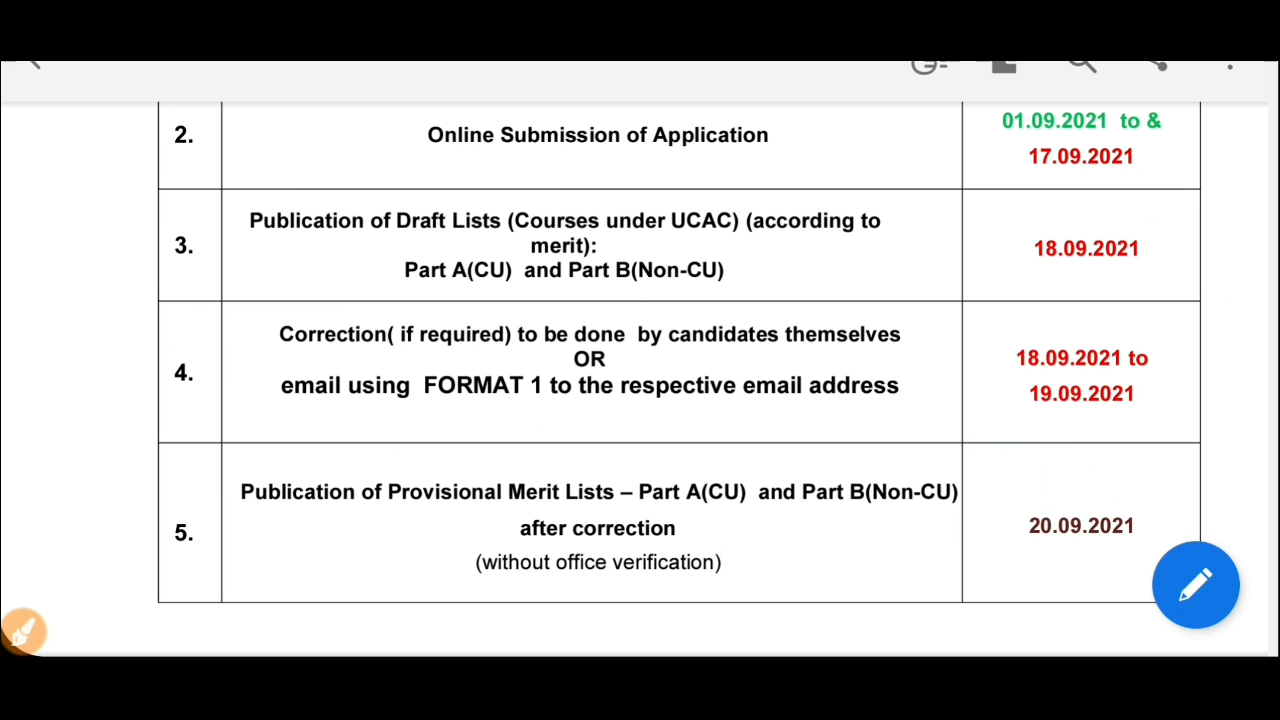 2.
Online Submission of Application
01.09.2021 to &
17.09.2021
3.
Publication of Draft Lists (Courses under UCAC) (according to
merit):
Part A(CU) and Part B(Non-CU)
18.09.2021
4.
Correction( if required) to be done by candidates themselves
OR
email using FORMAT 1 to the respective email address
18.09.2021 to
19.09.2021
5.
Publication of Provisional Merit Lists – Part A(CU) and Part B(Non-CU)
after correction
(without office verification)
20.09.2021